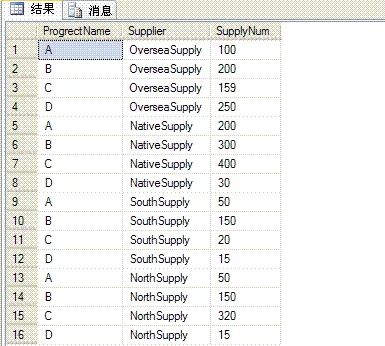 结果 消息
ProgrectName Supplier SupplyNum
1 A OverseaSupply 100
2 B OverseaSupply 200
3 C OverseaSupply 159
4 D OverseaSupply 250
5 A NativeSupply 200
6 B NativeSupply 300
7 C NativeSupply 400
8 D NativeSupply 30
9 A SouthSupply 50
10 B SouthSupply 150
11 C SouthSupply 20
12 D SouthSupply 15
13 A NorthSupply 50
14 B NorthSupply 150
15 C NorthSupply 320
16 D NorthSupply 15